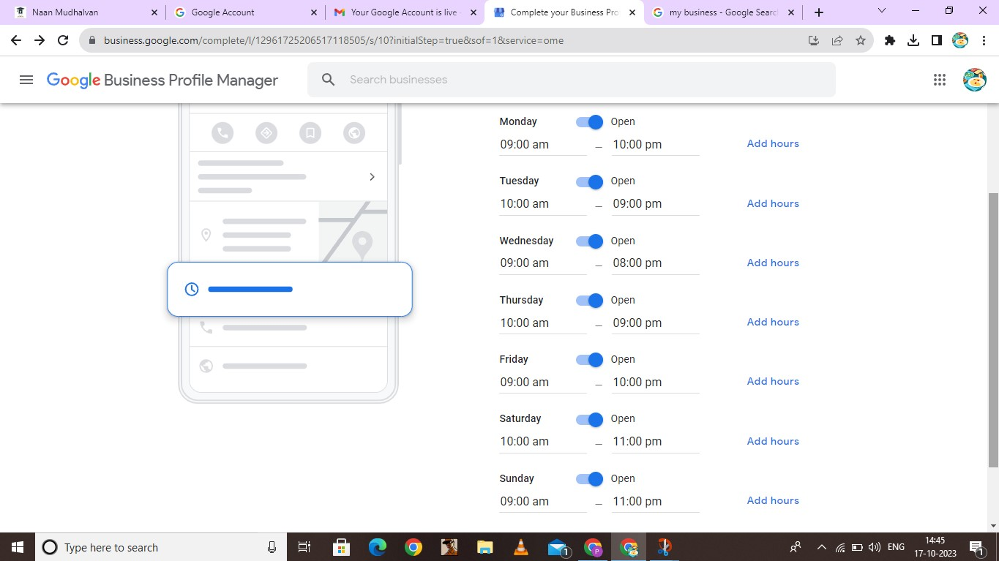 Naan Mudhalvan
Google Account
Your Google Account is live
Complete your Business Pro
my business - Google Searc
business.google.com/complete/l/12961725206517118505/s/10?initialStep=true&sof=1&service=ome
Google Business Profile Manager
Search businesses
Monday Open
09:00 am – 10:00 pm Add hours
Tuesday Open
10:00 am – 09:00 pm Add hours
Wednesday Open
09:00 am – 08:00 pm Add hours
Thursday Open
10:00 am – 09:00 pm Add hours
Friday Open
09:00 am – 10:00 pm Add hours
Saturday Open
10:00 am – 11:00 pm Add hours
Sunday Open
09:00 am – 11:00 pm Add hours
Type here to search
1
P
ENG
14:45
17-10-2023
1